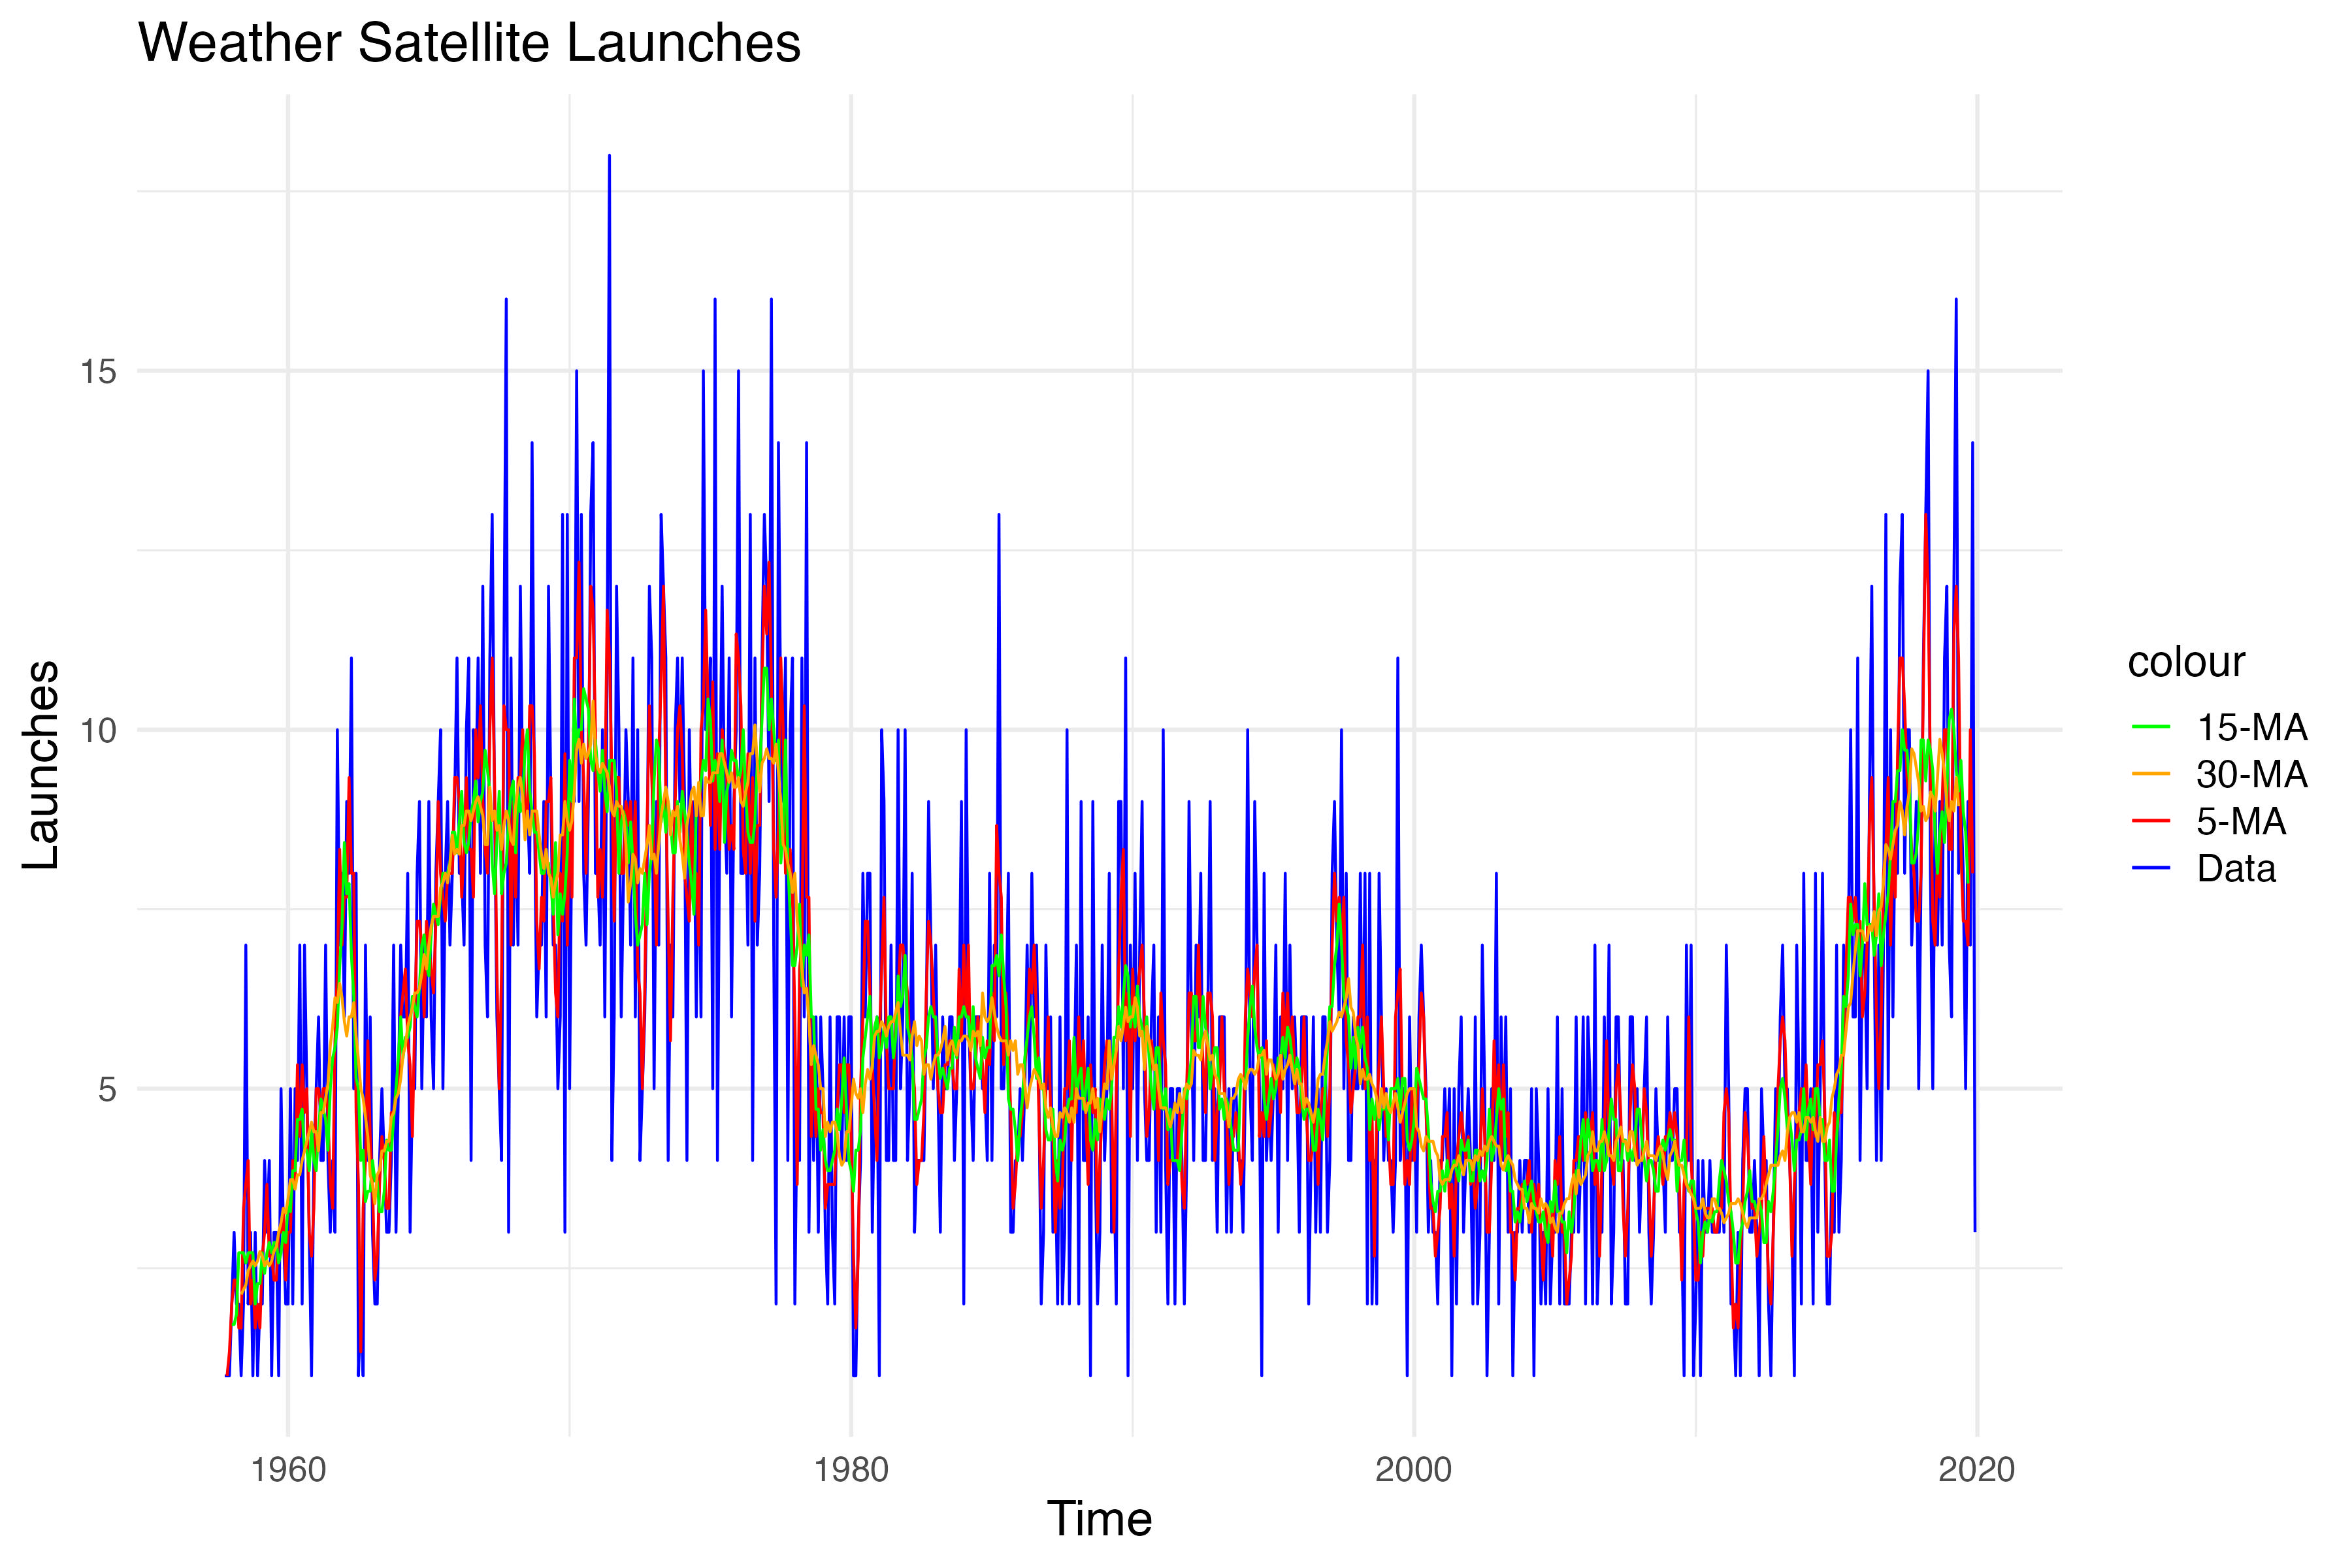 Weather Satellite Launches
Launches
15
10
5
1960
1980
2000
2020
Time
colour
15-MA
30-MA
5-MA
Data